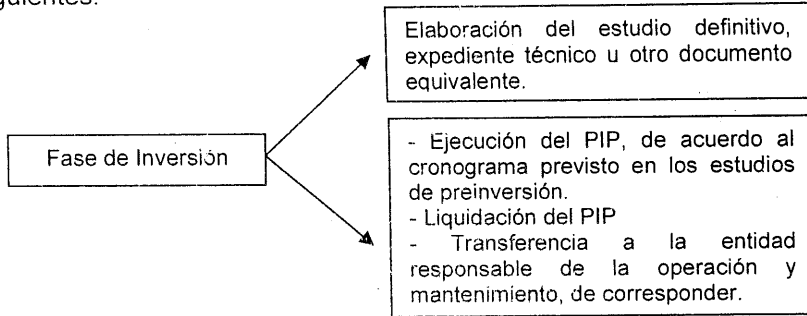 guientes:
Elaboración del estudio definitivo,
expediente técnico u otro documento
equivalente.
Fase de Inversión
- Ejecución del PIP, de acuerdo al
cronograma previsto en los estudios
de preinversión.
- Liquidación del PIP
- Transferencia a la entidad
responsable de la operación y
mantenimiento, de corresponder.